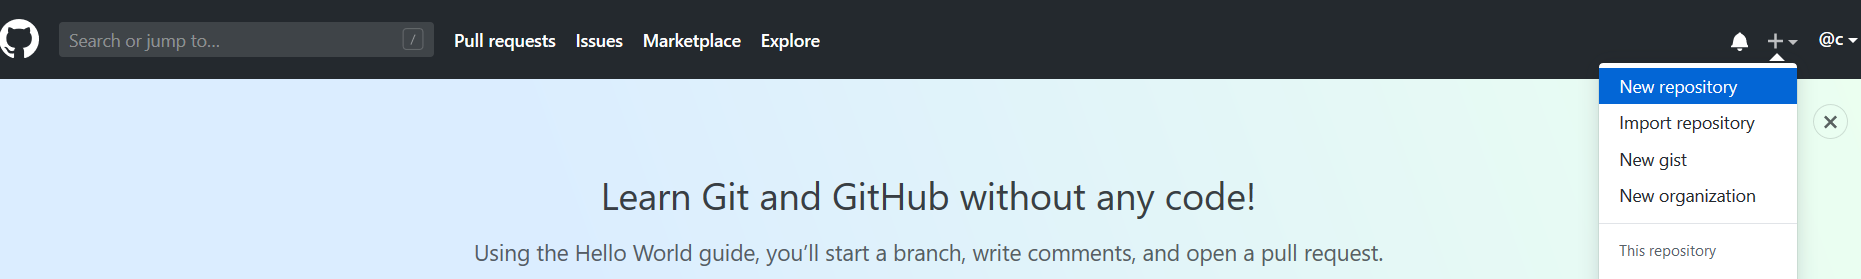 Search or jump to... /
Pull requests Issues Marketplace Explore
@c
New repository
Import repository
New gist
New organization
This repository
Learn Git and GitHub without any code!
Using the Hello World guide, you’ll start a branch, write comments, and open a pull request.